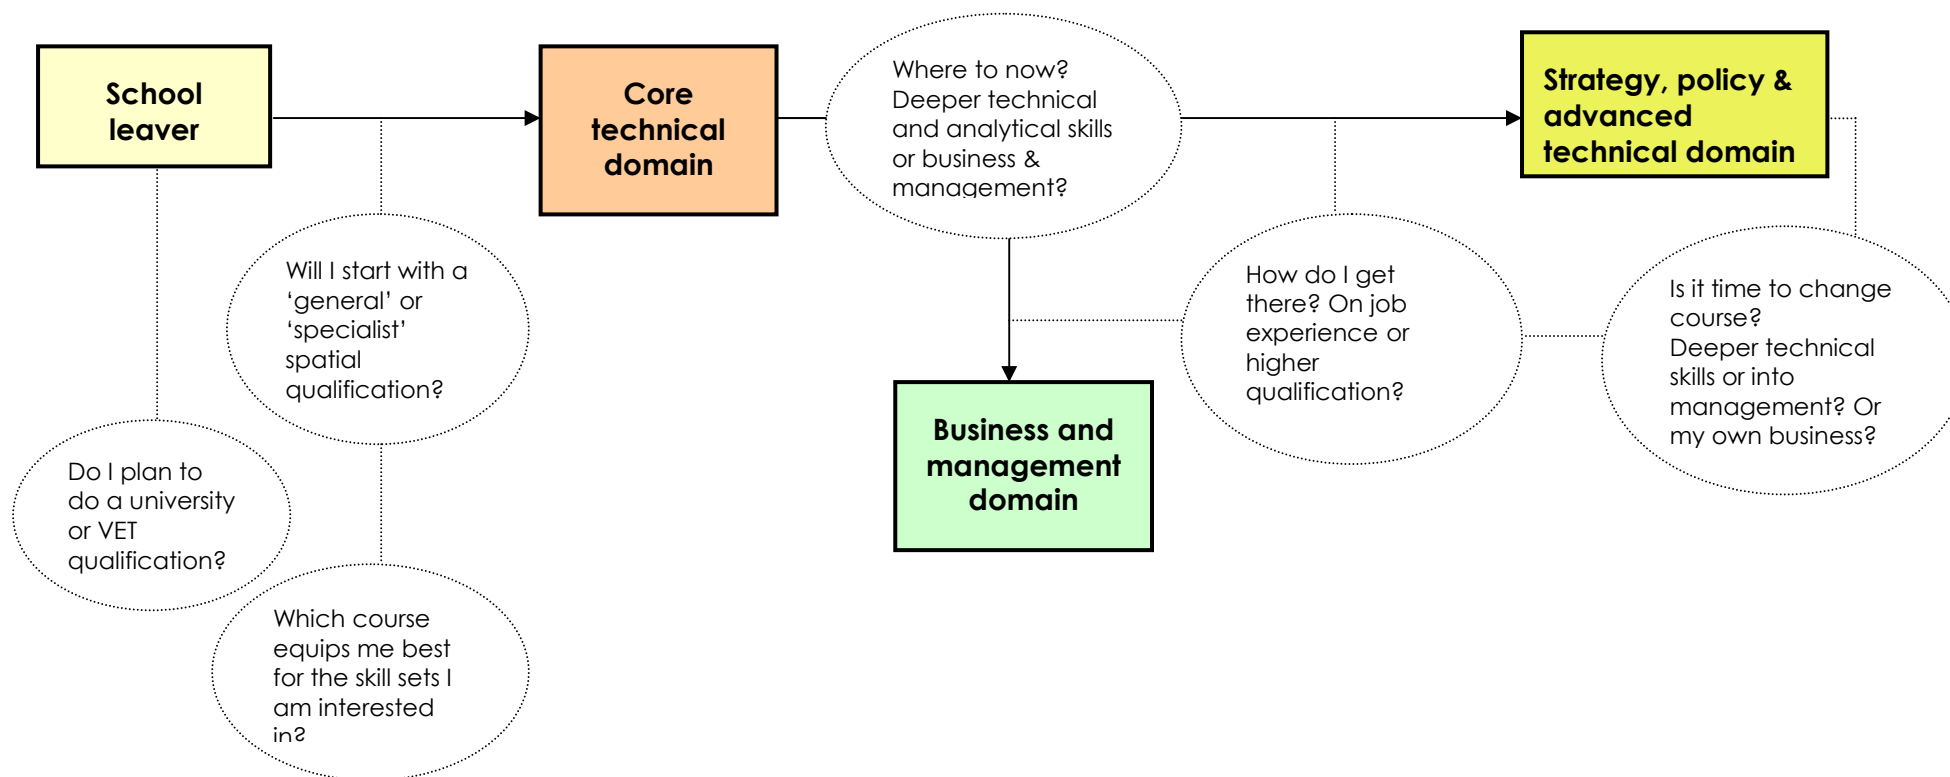 School
leaver
Core
technical
domain
Where to now?
Deeper technical
and analytical skills
or business &
management?
Strategy, policy &
advanced
technical domain
Will I start with a
‘general’ or
‘specialist’
spatial
qualification?
How do I get
there? On job
experience or
higher
qualification?
Is it time to change
course?
Deeper technical
skills or into
management? Or
my own business?
Business and
management
domain
Do I plan to
do a university
or VET
qualification?
Which course
equips me best
for the skill sets I
am interested
in?